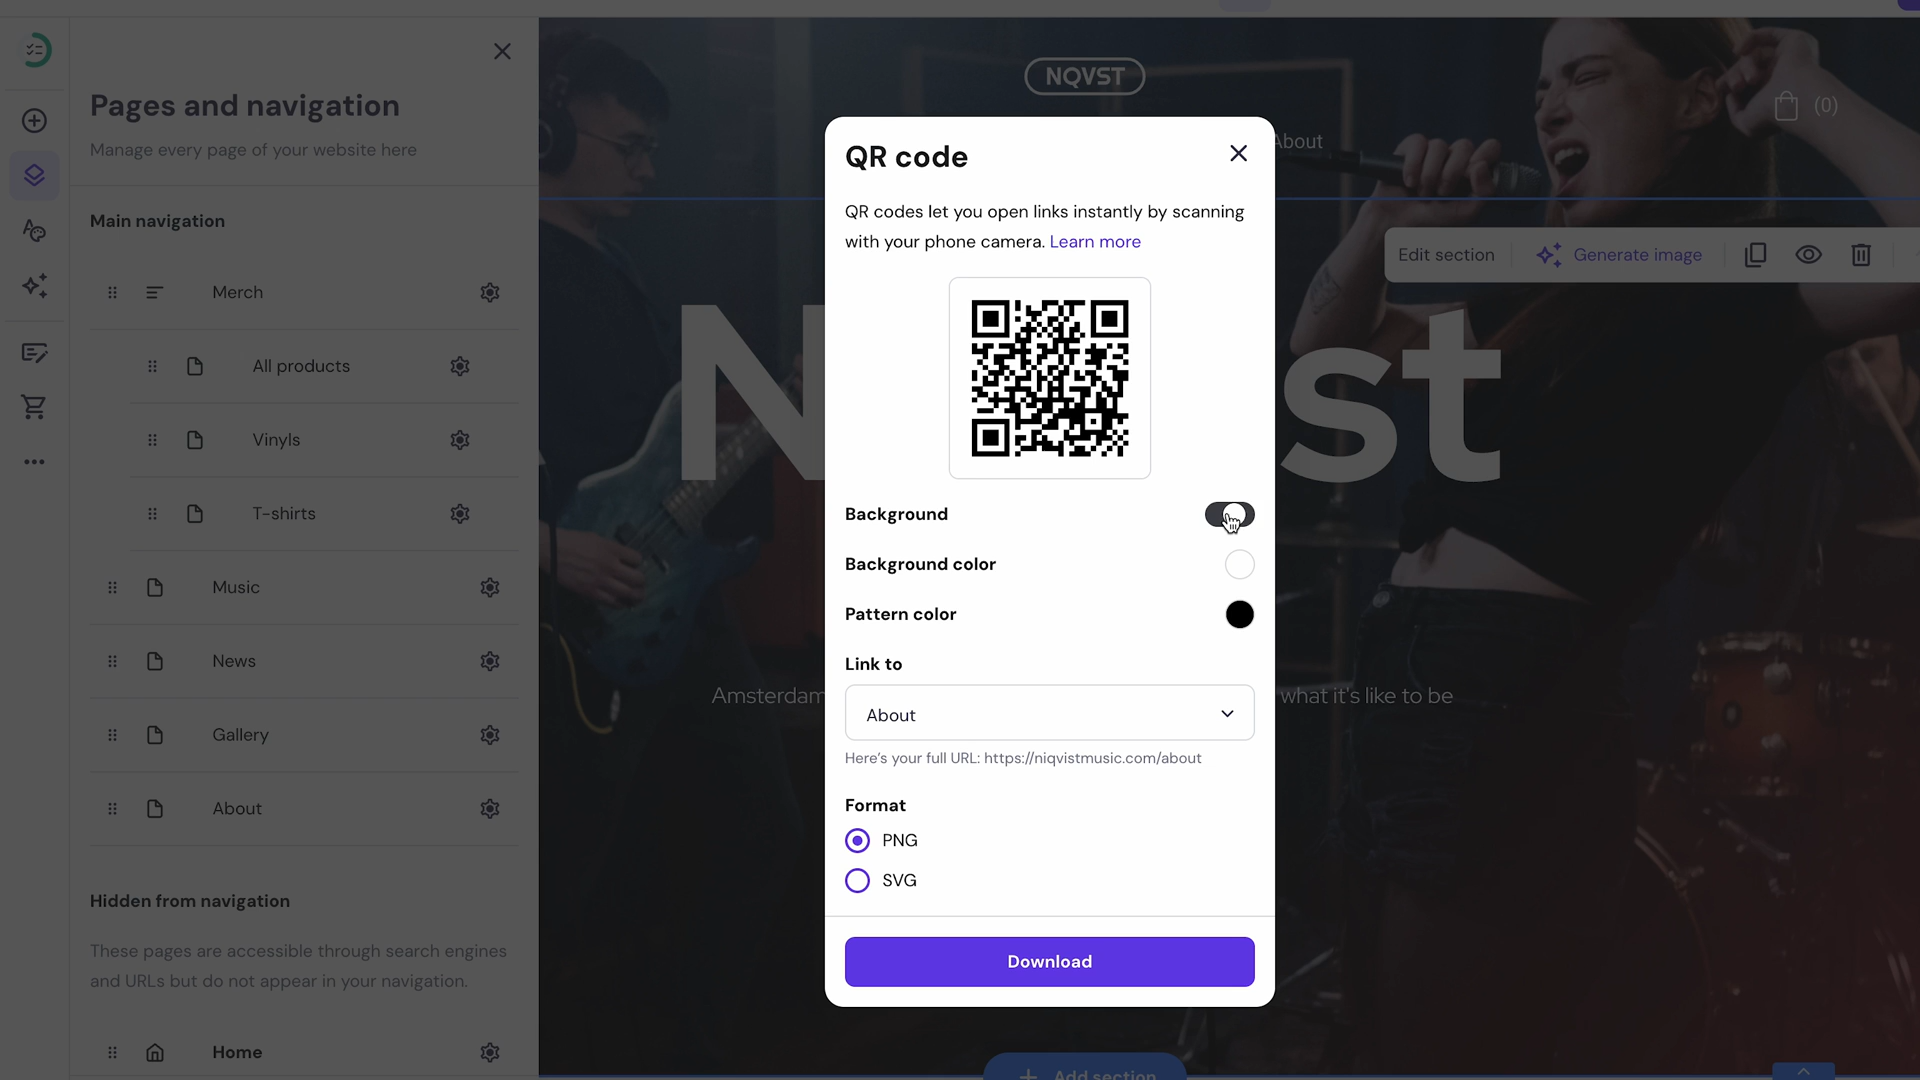 Pages and navigation
Manage every page of your website here
Main navigation
Merch
All products
Vinyls
T-shirts
Music
News
Gallery
About
Hidden from navigation
These pages are accessible through search engines
and URLs but do not appear in your navigation.
Home
NQVST
About
(0)
Edit section
Generate image
N
st
Amsterdam
what it's like to be
Add section
QR code
QR codes let you open links instantly by scanning
with your phone camera. Learn more
Background
Background color
Pattern color
Link to
About
Here's your full URL: https://niqvistmusic.com/about
Format
PNG
SVG
Download